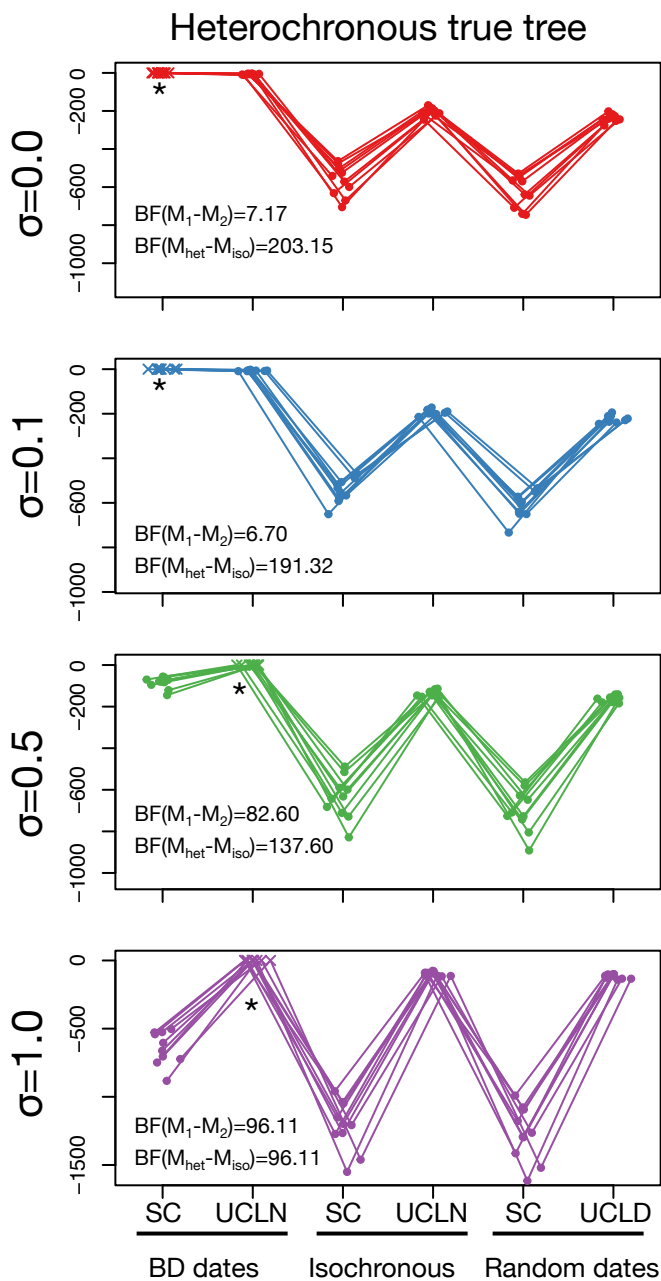 Heterochronous true tree
σ=0.0
0
-200
-600
-1000
*
BF(M₁-M₂)=7.17
BF(Mhet-Miso)=203.15
σ=0.1
0
-200
-600
-1000
*
BF(M₁-M₂)=6.70
BF(Mhet-Miso)=191.32
σ=0.5
0
-200
-600
-1000
*
BF(M₁-M₂)=82.60
BF(Mhet-Miso)=137.60
σ=1.0
0
-500
-1500
*
BF(M₁-M₂)=96.11
BF(Mhet-Miso)=96.11
SC UCLN SC UCLN SC UCLD
BD dates Isochronous Random dates